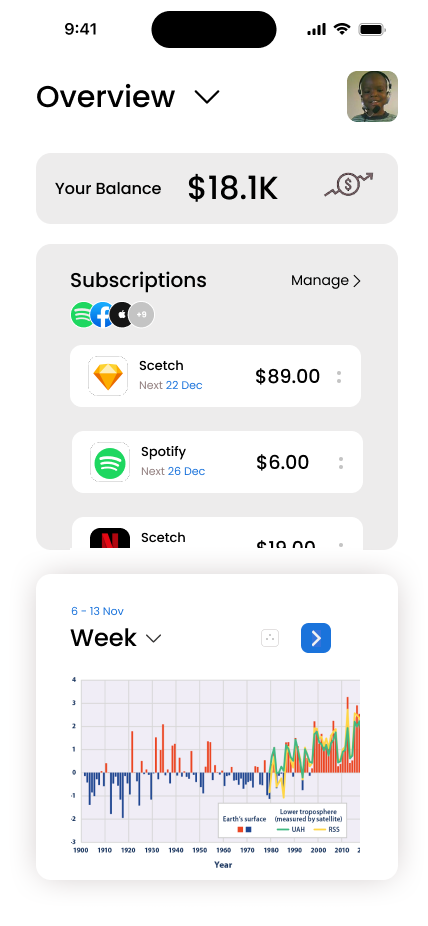 9:41
Overview
Your Balance $18.1K
Subscriptions Manage
+9
Scetch
Next 22 Dec
$89.00
Spotify
Next 26 Dec
$6.00
Scetch
$19.00
6 - 13 Nov
Week
4
3
2
1
0
-1
-2
-3
Earth's surface
Lower troposphere
(measured by satellite)
UAH RSS
1900 1910 1920 1930 1940 1950 1960 1970 1980 1990 2000 2010 2
Year